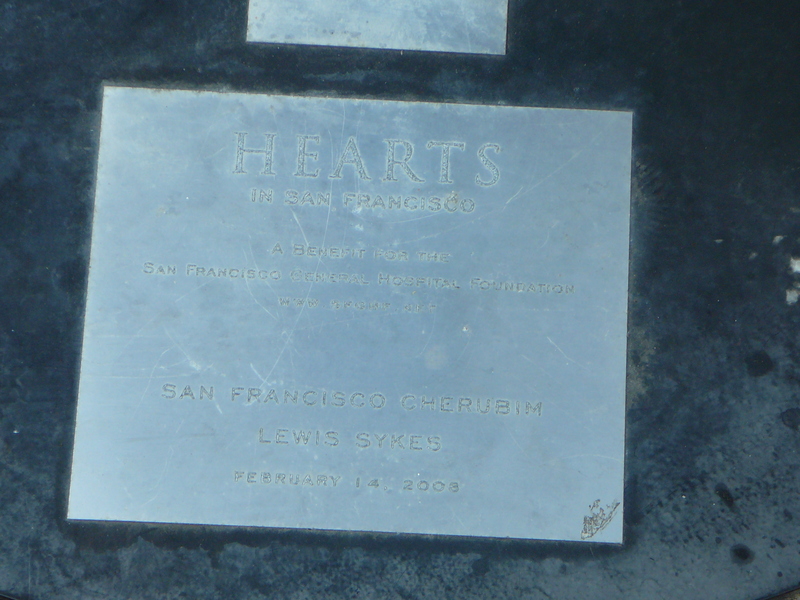 HEARTS
IN SAN FRANCISCO
A BENEFIT FOR THE
SAN FRANCISCO GENERAL HOSPITAL FOUNDATION
SAN FRANCISCO CHERUBIM
LEWIS SYKES
FEBRUARY 14, 2006